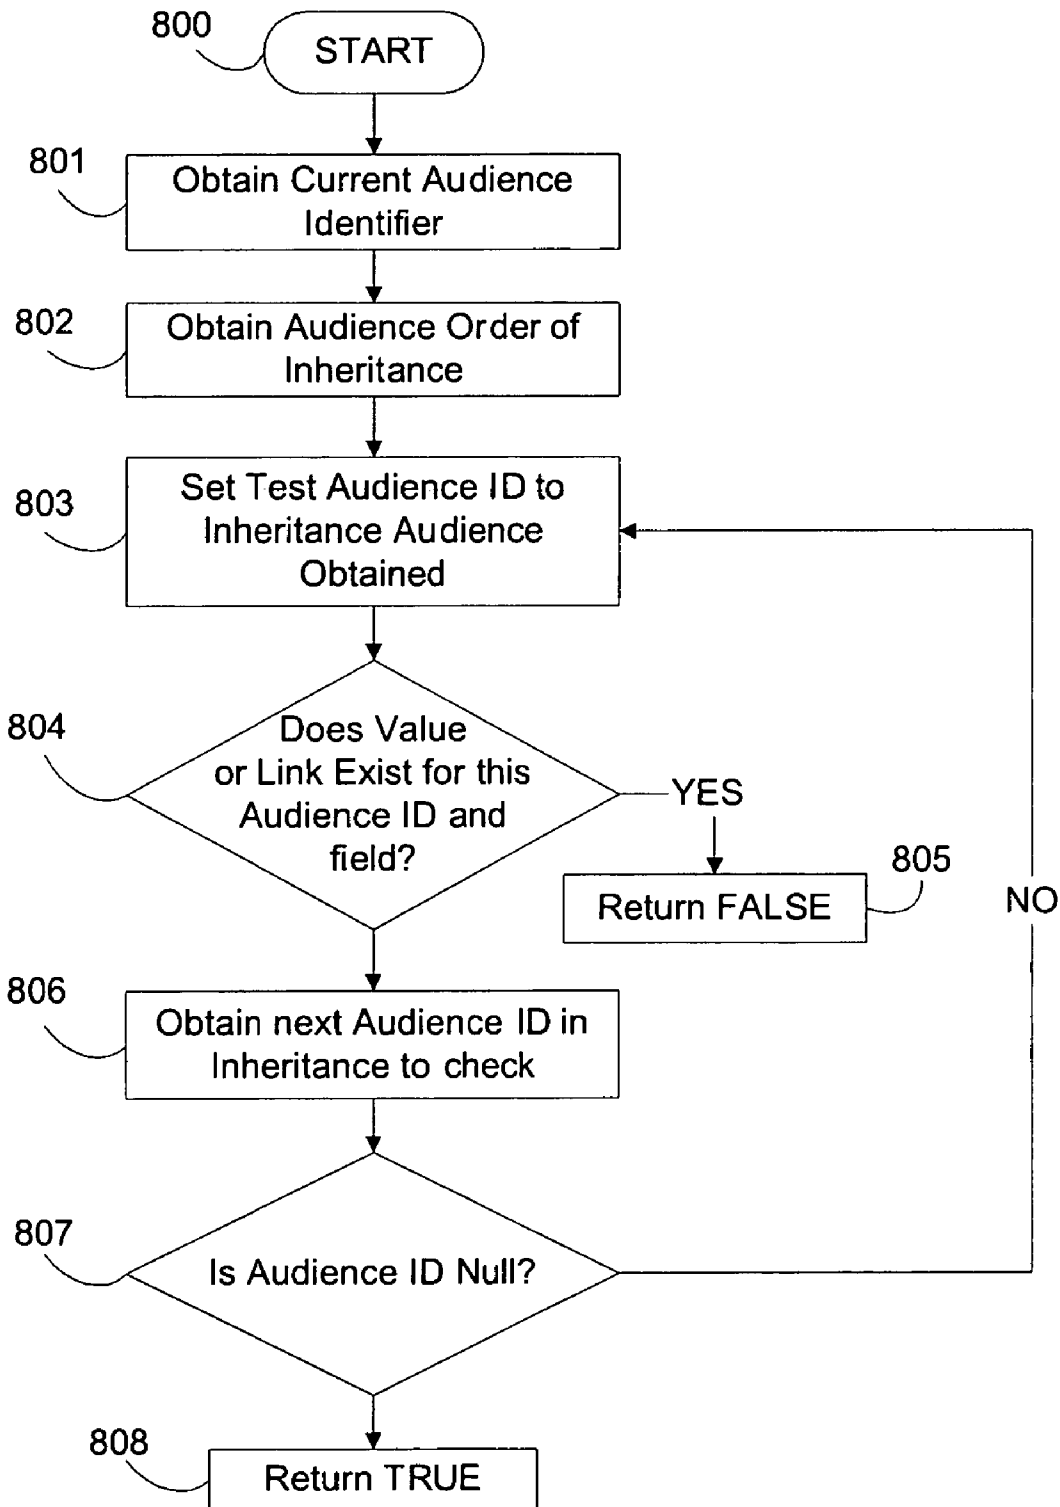 800
START
801
Obtain Current Audience
Identifier
802
Obtain Audience Order of
Inheritance
803
Set Test Audience ID to
Inheritance Audience
Obtained
804
Does Value
or Link Exist for this
Audience ID and
field?
YES
805
Return FALSE
NO
806
Obtain next Audience ID in
Inheritance to check
807
Is Audience ID Null?
808
Return TRUE